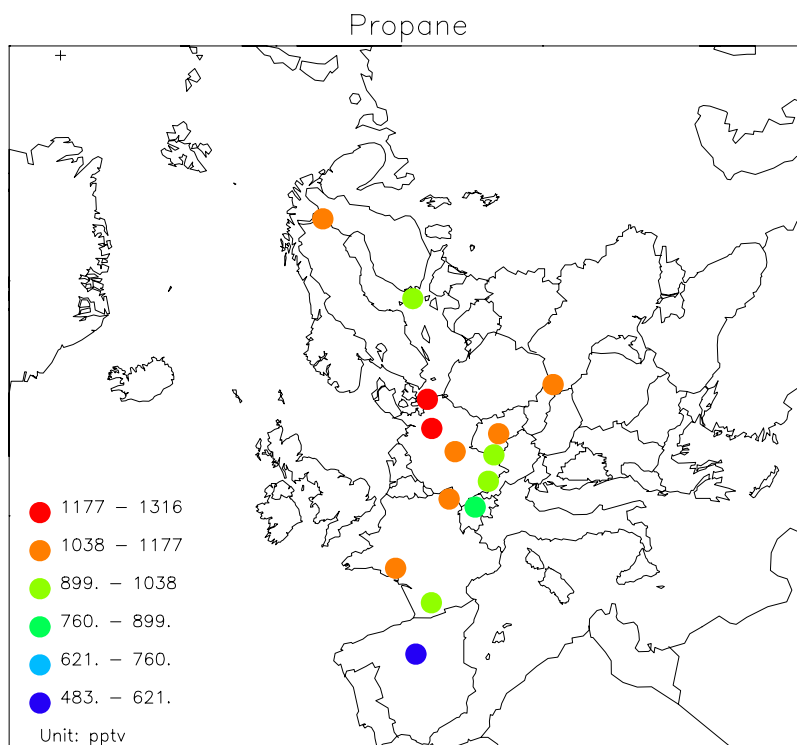 Propane
1177 – 1316
1038 – 1177
899. – 1038
760. – 899.
621. – 760.
483. – 621.
Unit: pptv